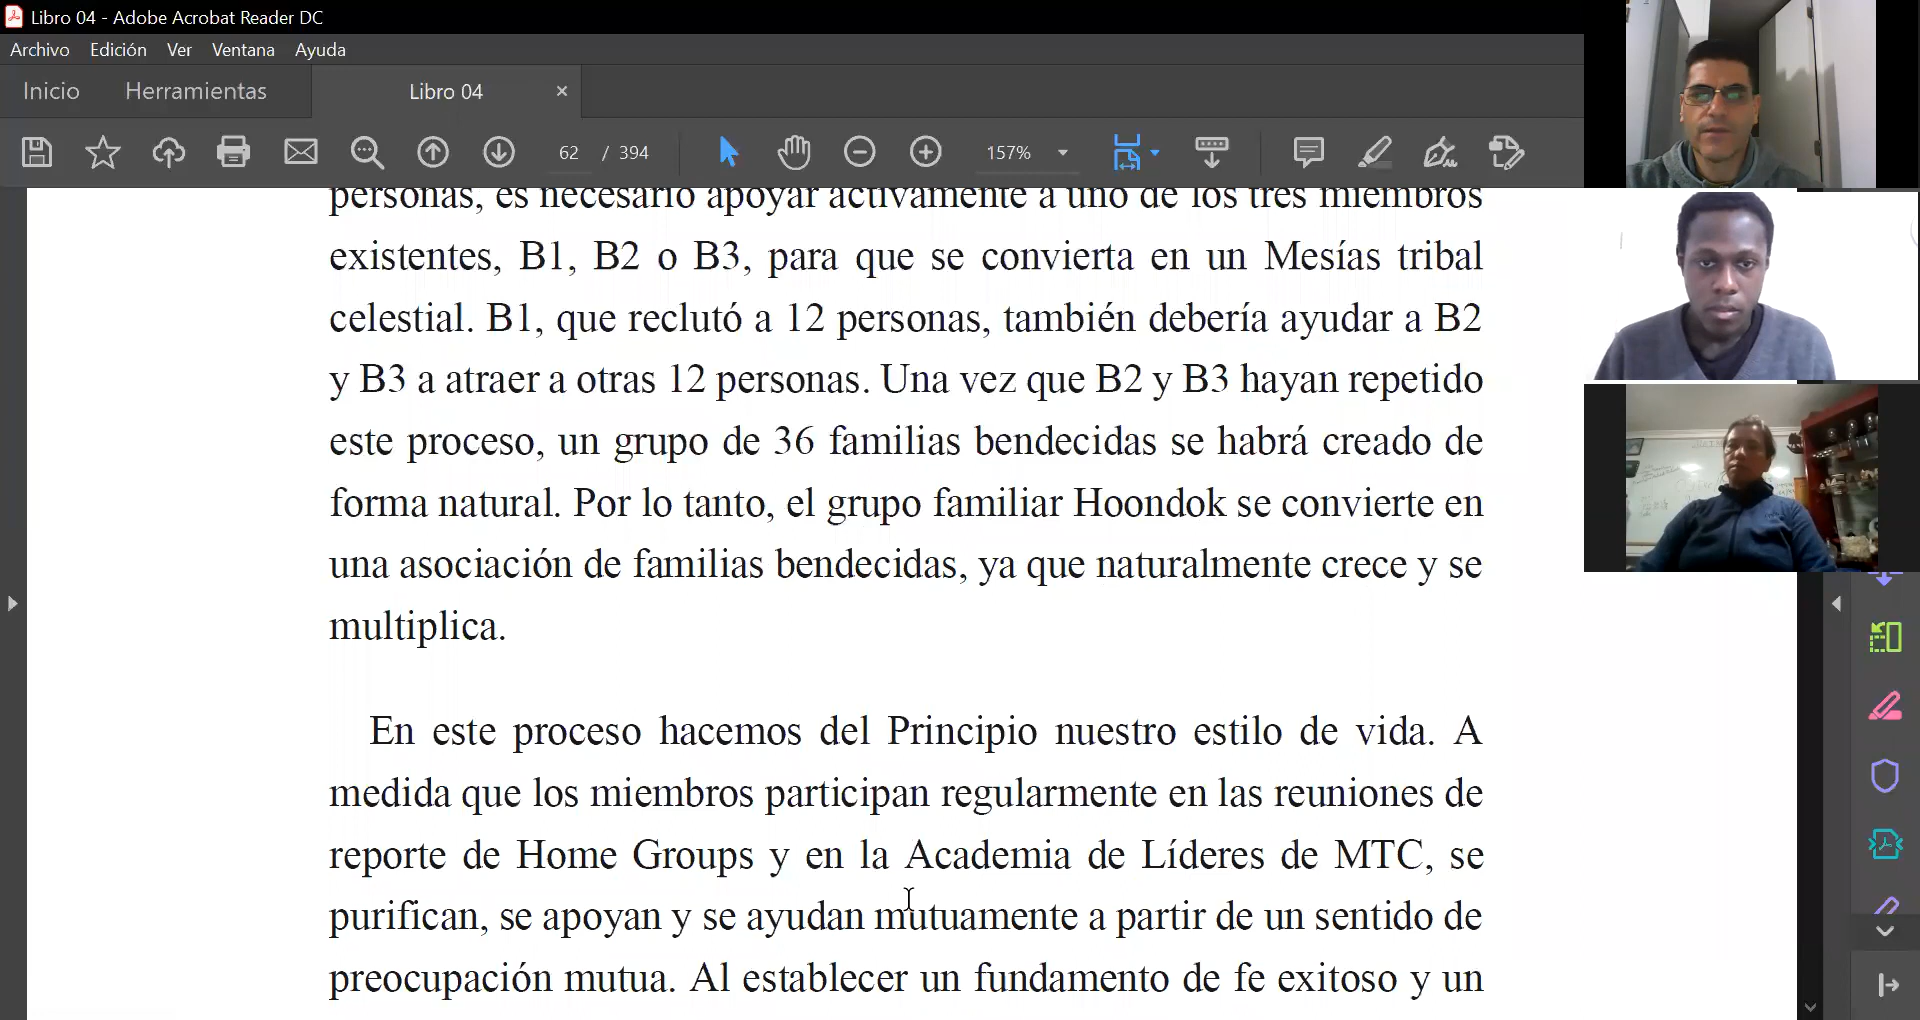 Libro 04 - Adobe Acrobat Reader DC
Archivo Edición Ver Ventana Ayuda
Inicio Herramientas Libro 04 ×
62 / 394 157%
personas, es necesario apoyar activamente a uno de los tres miembros
existentes, B1, B2 o B3, para que se convierta en un Mesías tribal
celestial. B1, que reclutó a 12 personas, también debería ayudar a B2
y B3 a atraer a otras 12 personas. Una vez que B2 y B3 hayan repetido
este proceso, un grupo de 36 familias bendecidas se habrá creado de
forma natural. Por lo tanto, el grupo familiar Hoondok se convierte en
una asociación de familias bendecidas, ya que naturalmente crece y se
multiplica.
En este proceso hacemos del Principio nuestro estilo de vida. A
medida que los miembros participan regularmente en las reuniones de
reporte de Home Groups y en la Academia de Líderes de MTC, se
purifican, se apoyan y se ayudan mutuamente a partir de un sentido de
preocupación mutua. Al establecer un fundamento de fe exitoso y un